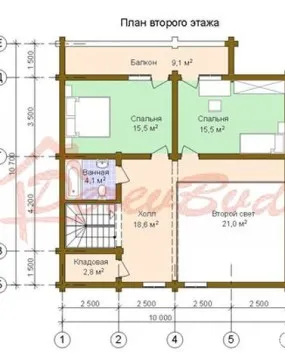 План второго этажа
Е
Балкон 9,1 м²
1 500
Д
Спальня
15,5 м²
Спальня
15,5 м²
3 500
10 700
Ванная
4,1 м²
4 200
Холл
18,6 м²
Второй свет
21,0 м²
В
Кладовая
2,8 м²
1 500
Б
2 500
2 500
2 500
2 500
10 000
1
2
4
5